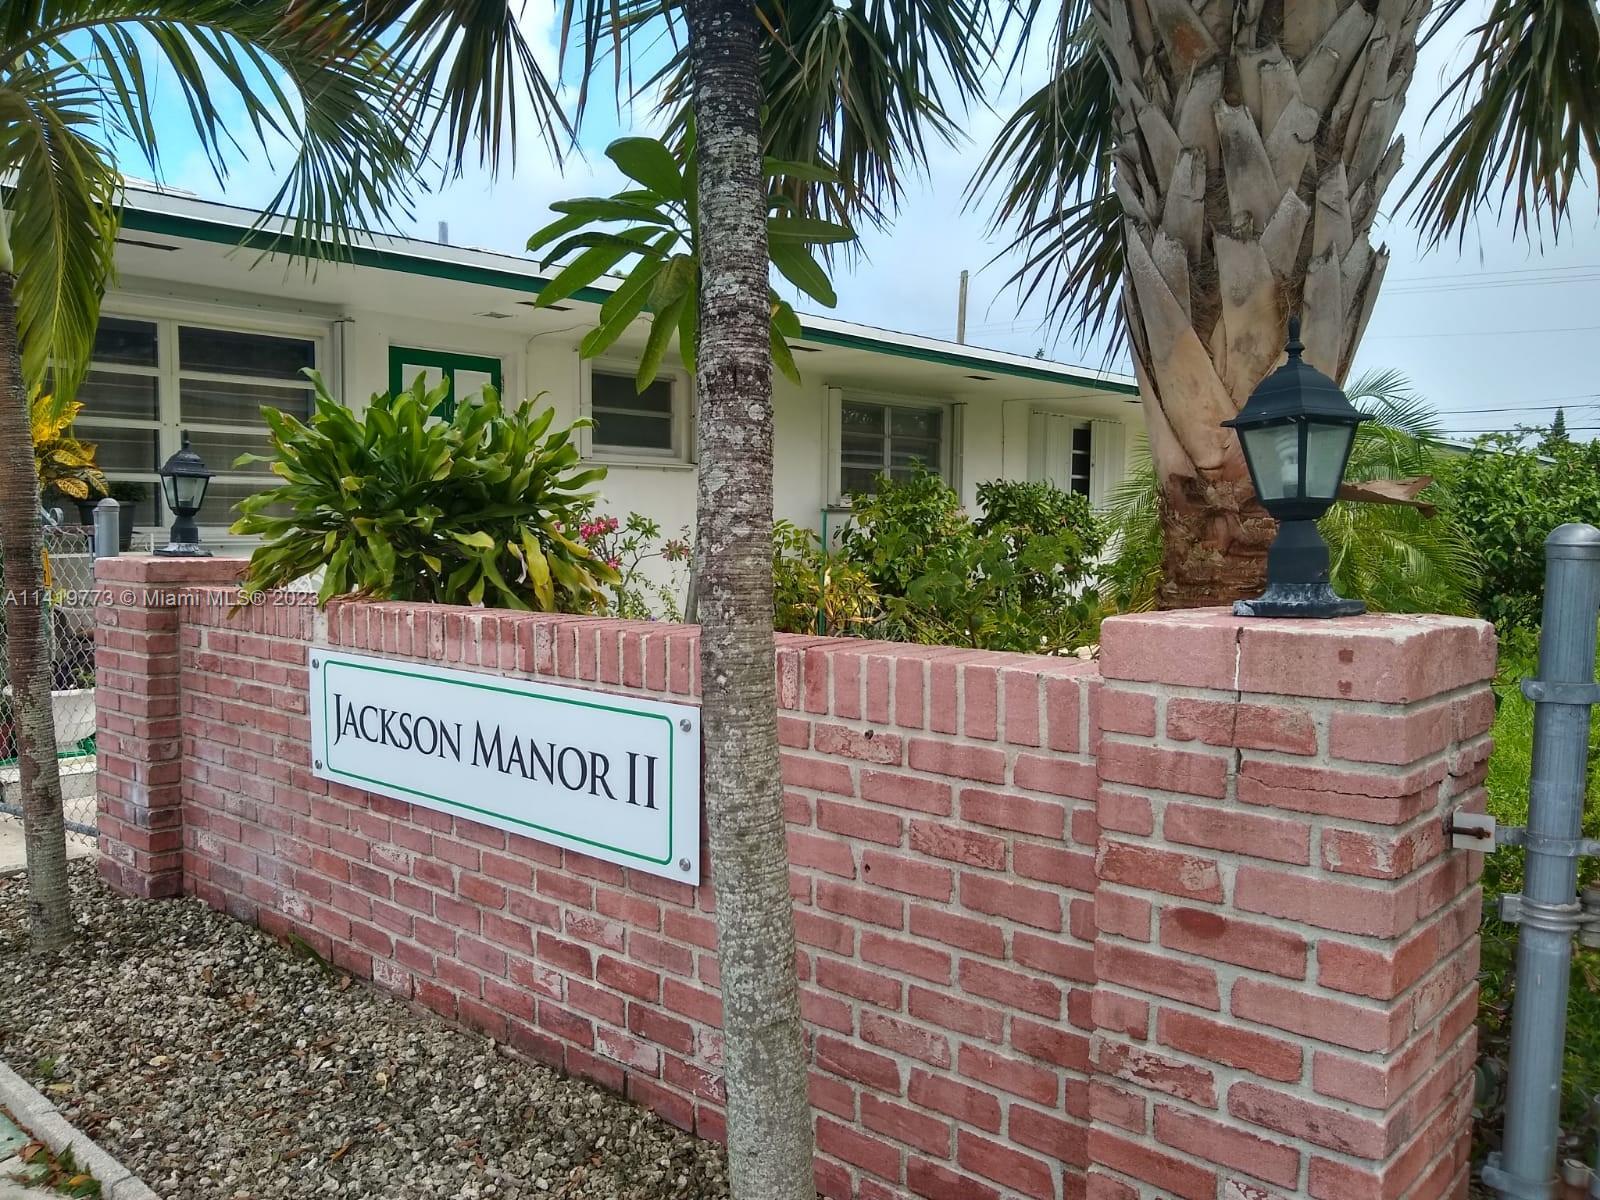 A11419773 © Miami MLS® 2023
JACKSON MANOR II